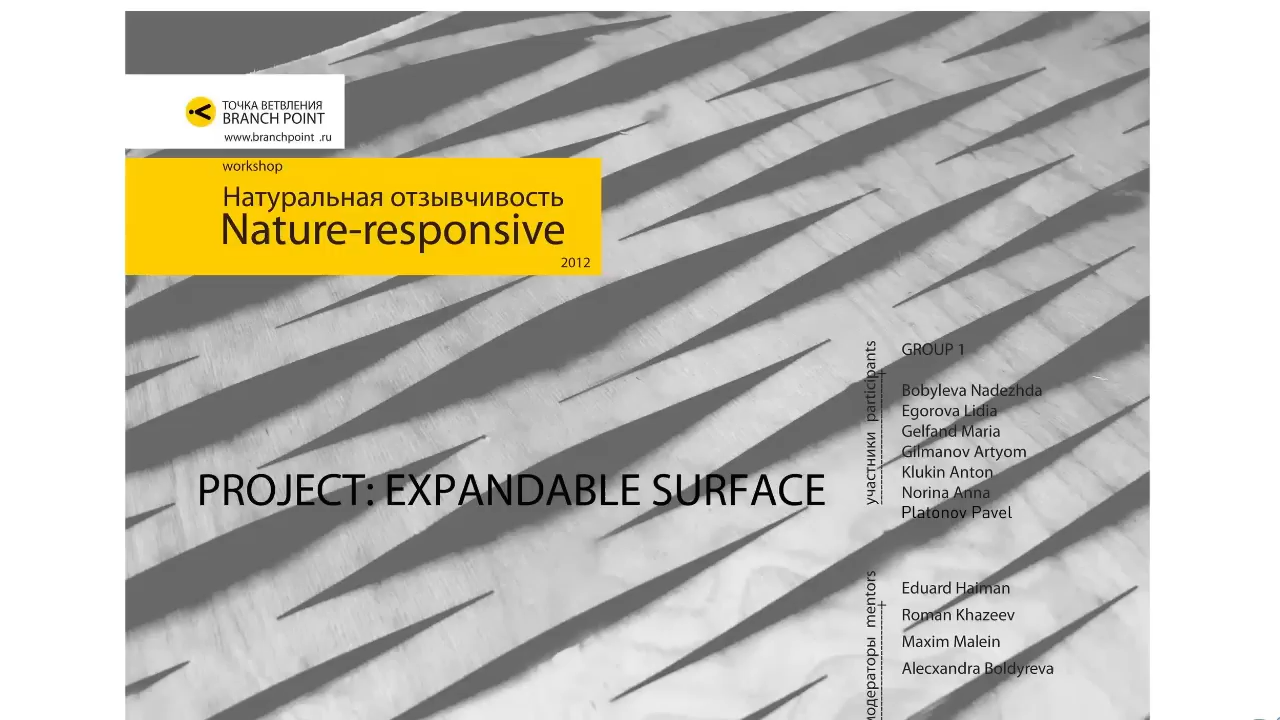 ТОЧКА ВЕТВЛЕНИЯ
BRANCH POINT
www.branchpoint .ru
workshop
Натуральная отзывчивость
Nature-responsive
2012
PROJECT: EXPANDABLE SURFACE
участники participants
GROUP 1
Bobyleva Nadezhda
Egorova Lidia
Gelfand Maria
Gilmanov Artyom
Klukin Anton
Norina Anna
Platonov Pavel
модераторы mentors
Eduard Haiman
Roman Khazeev
Maxim Malein
Alecxandra Boldyreva